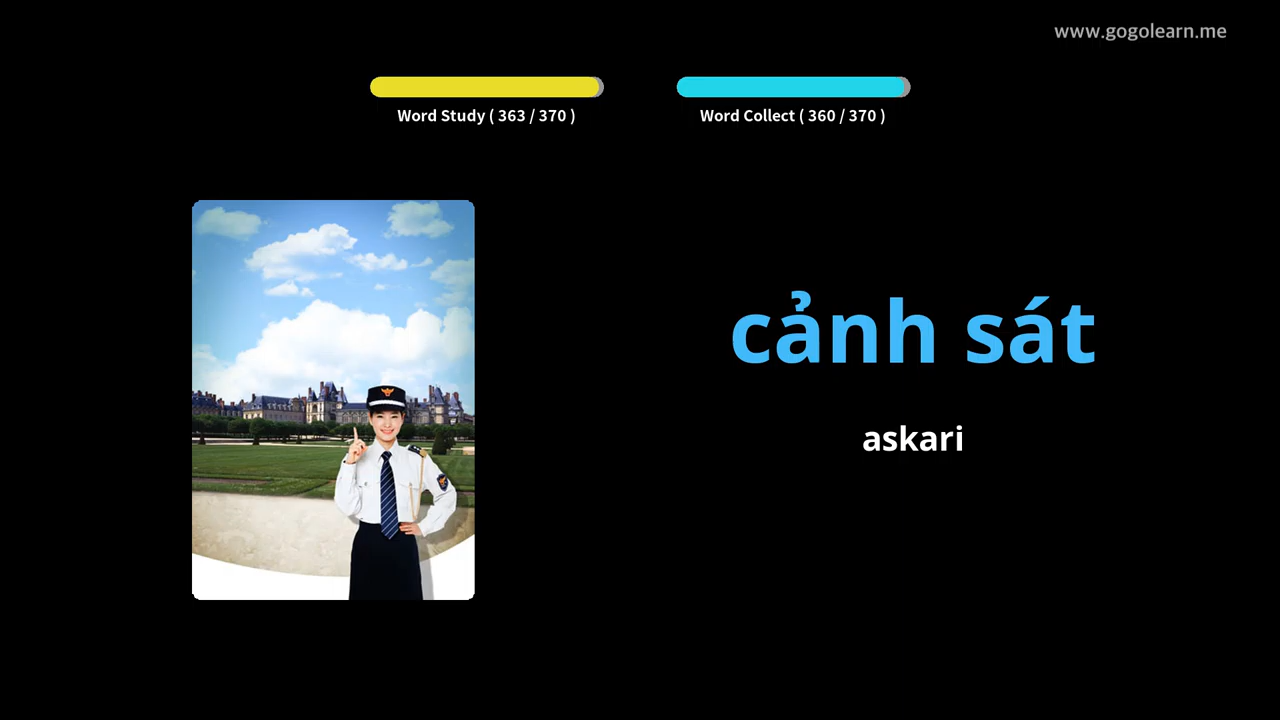 www.gogolearn.me
Word Study ( 363 / 370 )
Word Collect ( 360 / 370 )
cảnh sát
askari